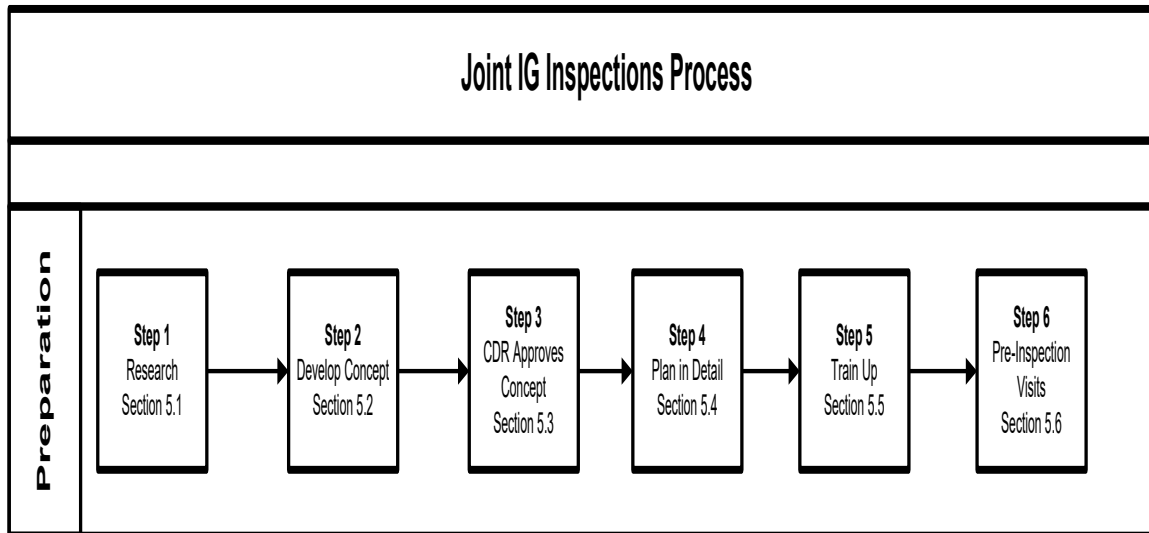 Joint IG Inspections Process
Preparation
Step 1
Research
Section 5.1
Step 2
Develop Concept
Section 5.2
Step 3
CDR Approves
Concept
Section 5.3
Step 4
Plan in Detail
Section 5.4
Step 5
Train Up
Section 5.5
Step 6
Pre-Inspection
Visits
Section 5.6